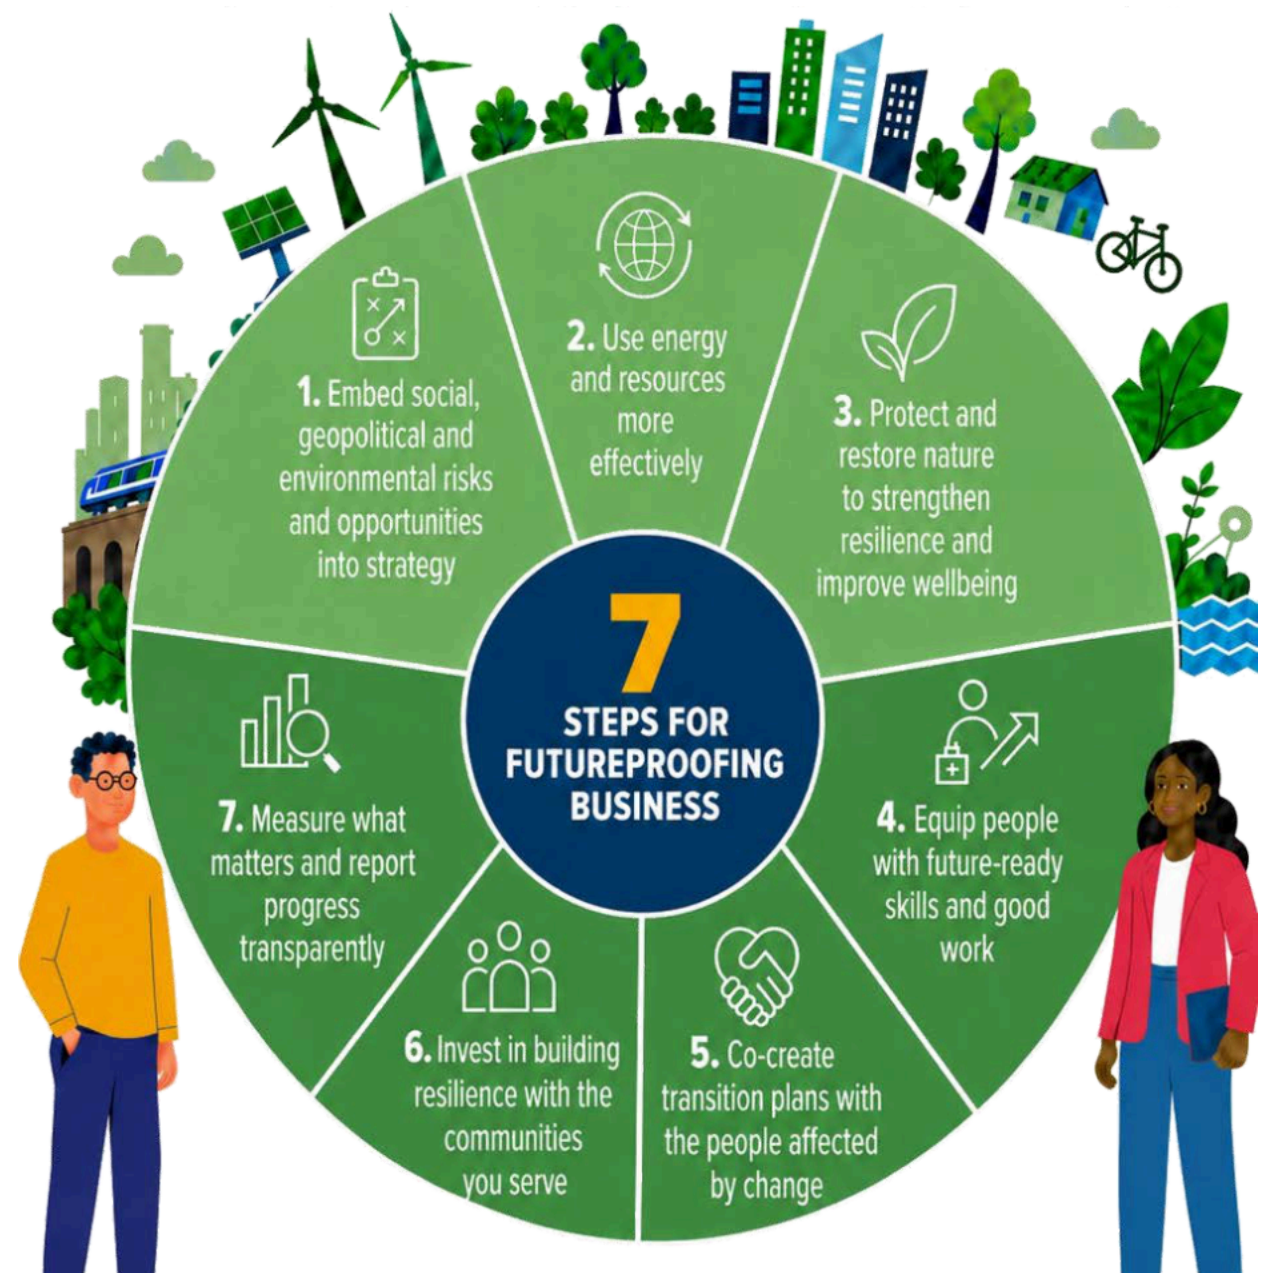 7
STEPS FOR
FUTUREPROOFING
BUSINESS
1. Embed social,
geopolitical and
environmental risks
and opportunities
into strategy
2. Use energy
and resources
more
effectively
3. Protect and
restore nature
to strengthen
resilience and
improve wellbeing
4. Equip people
with future-ready
skills and good
work
5. Co-create
transition plans with
the people affected
by change
6. Invest in building
resilience with the
communities
you serve
7. Measure what
matters and report
progress
transparently